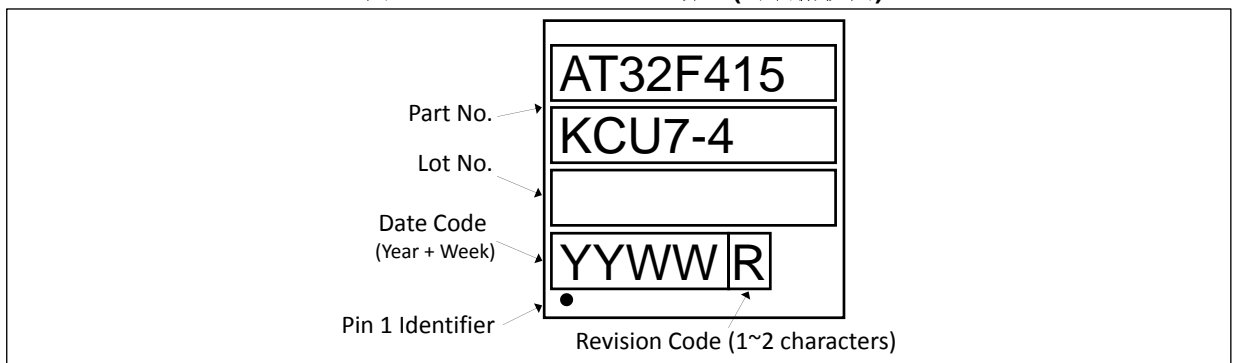 AT32F415
Part No.
KCU7-4
Lot No.
Date Code
(Year + Week)
YYWW R
Pin 1 Identifier
Revision Code (1~2 characters)